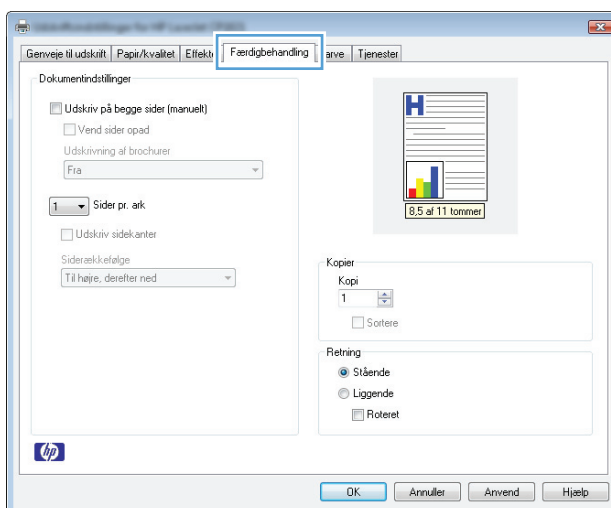 Genveje til udskrift Papir/kvalitet Effekt Færdigbehandling arve Tjenester
Dokumentindstillinger
Udskriv på begge sider (manuelt)
Vend sider opad
Udskrivning af brochurer
Fra
1 Sider pr. ark
Udskriv sidekanter
Siderækkefølge
Til højre, derefter ned
H
8,5 af 11 tommer
Kopier
Kopi
1
Sortere
Retning
Stående
Liggende
Roteret
hp
OK Annuller Anvend Hjælp